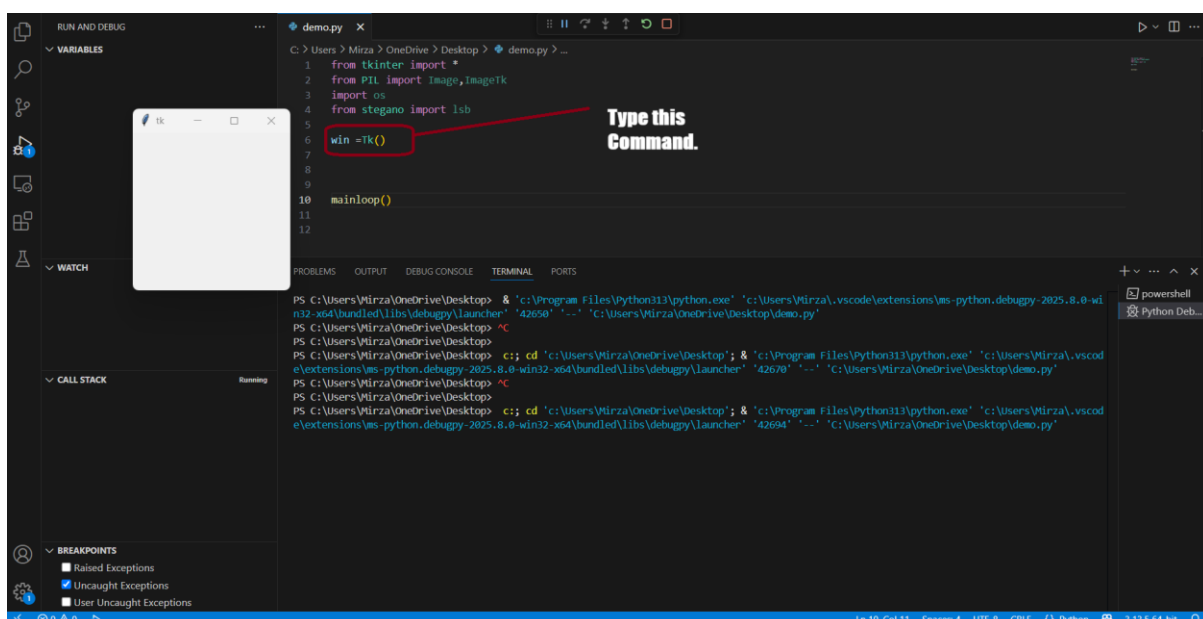 RUN AND DEBUG
VARIABLES
WATCH
CALL STACK
Running
BREAKPOINTS
Raised Exceptions
Uncaught Exceptions
User Uncaught Exceptions
tk
demo.py
C: > Users > Mirza > OneDrive > Desktop > demo.py > ...
1 from tkinter import *
2 from PIL import Image,ImageTk
3 import os
4 from stegano import lsb
5
6 win =Tk()
7
8
9
10 mainloop()
11
12
Type this
Command.
PROBLEMS OUTPUT DEBUG CONSOLE TERMINAL PORTS
PS C:\Users\Mirza\OneDrive\Desktop> & 'c:\Program Files\Python313\python.exe' 'c:\Users\Mirza\.vscode\extensions\ms-python.debugpy-2025.8.0-wi
n32-x64\bundled\libs\debugpy\launcher' '42650' '--' 'C:\Users\Mirza\OneDrive\Desktop\demo.py'
PS C:\Users\Mirza\OneDrive\Desktop> ^C
PS C:\Users\Mirza\OneDrive\Desktop>
PS C:\Users\Mirza\OneDrive\Desktop> c:; cd 'c:\Users\Mirza\OneDrive\Desktop'; & 'c:\Program Files\Python313\python.exe' 'c:\Users\Mirza\.vscod
e\extensions\ms-python.debugpy-2025.8.0-win32-x64\bundled\libs\debugpy\launcher' '42670' '--' 'C:\Users\Mirza\OneDrive\Desktop\demo.py'
PS C:\Users\Mirza\OneDrive\Desktop> ^C
PS C:\Users\Mirza\OneDrive\Desktop>
PS C:\Users\Mirza\OneDrive\Desktop> c:; cd 'c:\Users\Mirza\OneDrive\Desktop'; & 'c:\Program Files\Python313\python.exe' 'c:\Users\Mirza\.vscod
e\extensions\ms-python.debugpy-2025.8.0-win32-x64\bundled\libs\debugpy\launcher' '42694' '--' 'C:\Users\Mirza\OneDrive\Desktop\demo.py'
powershell
Python Deb...